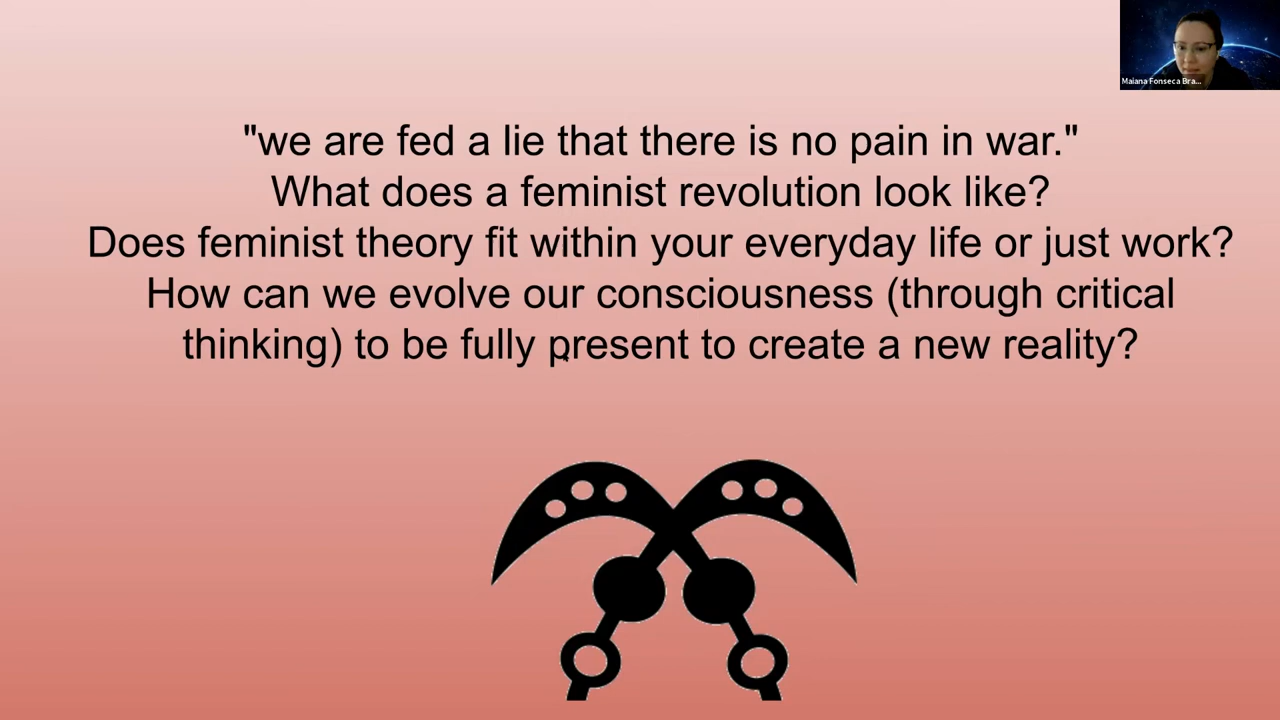 Maiana Fonseca Bra...
"we are fed a lie that there is no pain in war."
What does a feminist revolution look like?
Does feminist theory fit within your everyday life or just work?
How can we evolve our consciousness (through critical
thinking) to be fully present to create a new reality?